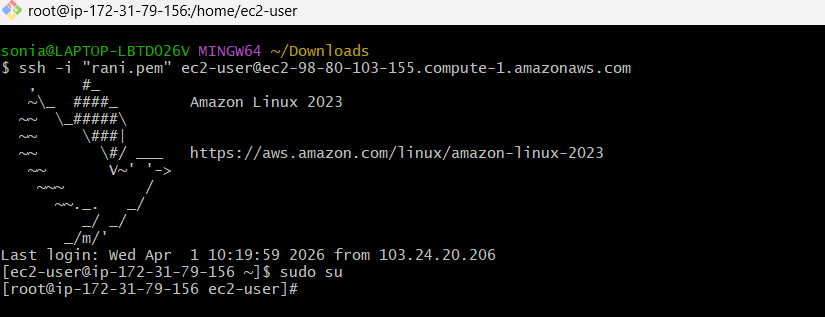 root@ip-172-31-79-156:/home/ec2-user
sonia@LAPTOP-LBTDO26V MINGW64 ~/Downloads
$ ssh -i "rani.pem" ec2-user@ec2-98-80-103-155.compute-1.amazonaws.com
   ,     #_
   ~\_  ####_        Amazon Linux 2023
  ~~  \_#####\
  ~~     \###|
  ~~       \#/ ___   https://aws.amazon.com/linux/amazon-linux-2023
   ~~       V~' '->
    ~~~         /
      ~~._.   _/
         _/ _/
       _/m/'
Last login: Wed Apr  1 10:19:59 2026 from 103.24.20.206
[ec2-user@ip-172-31-79-156 ~]$ sudo su
[root@ip-172-31-79-156 ec2-user]#